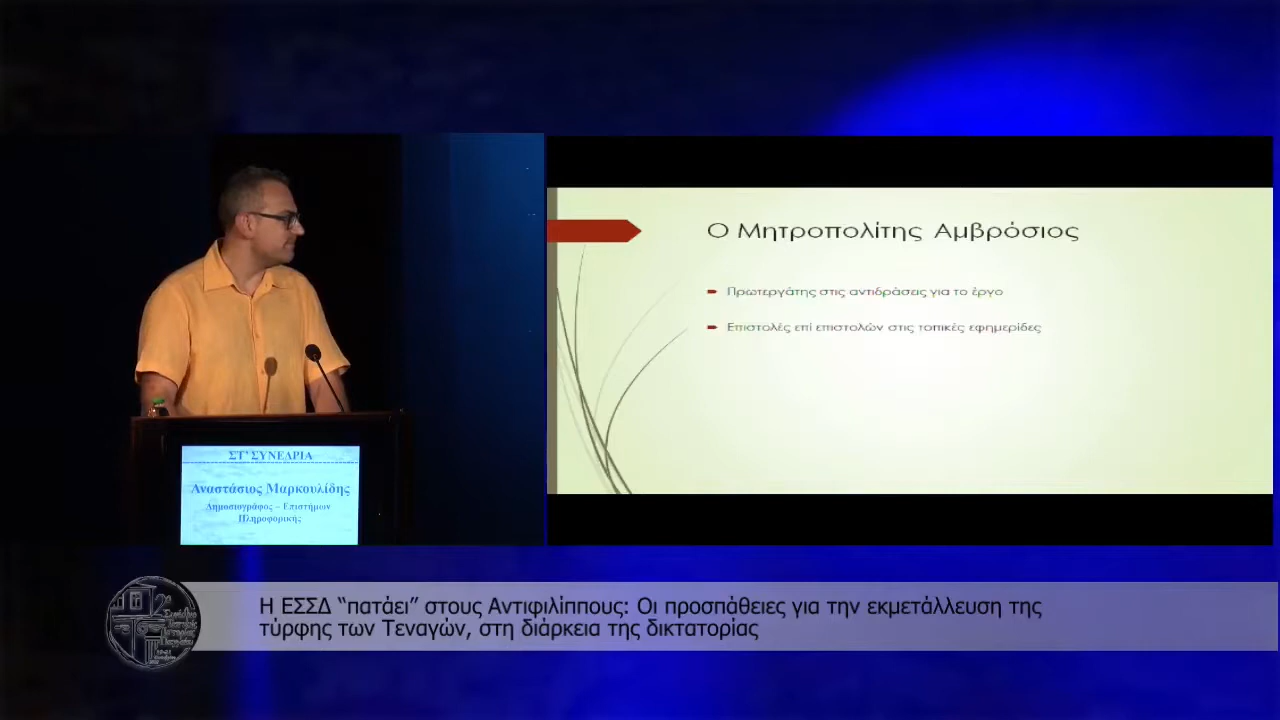 Ο Μητροπολίτης Αμβρόσιος
Πρωτεργάτης στις αντιδράσεις για το έργο
Επιστολές επί επιστολών στις τοπικές εφημερίδες
ΣΤ' ΣΥΝΕΔΡΙΑ
Αναστάσιος Μαρκουλίδης
Δημοσιογράφος – Επιστήμων
Πληροφορικής
Η ΕΣΣΔ “πατάει” στους Αντιφιλίππους: Οι προσπάθειες για την εκμετάλλευση της
τύρφης των Τεναγών, στη διάρκεια της δικτατορίας
2ο
Συνέδριο